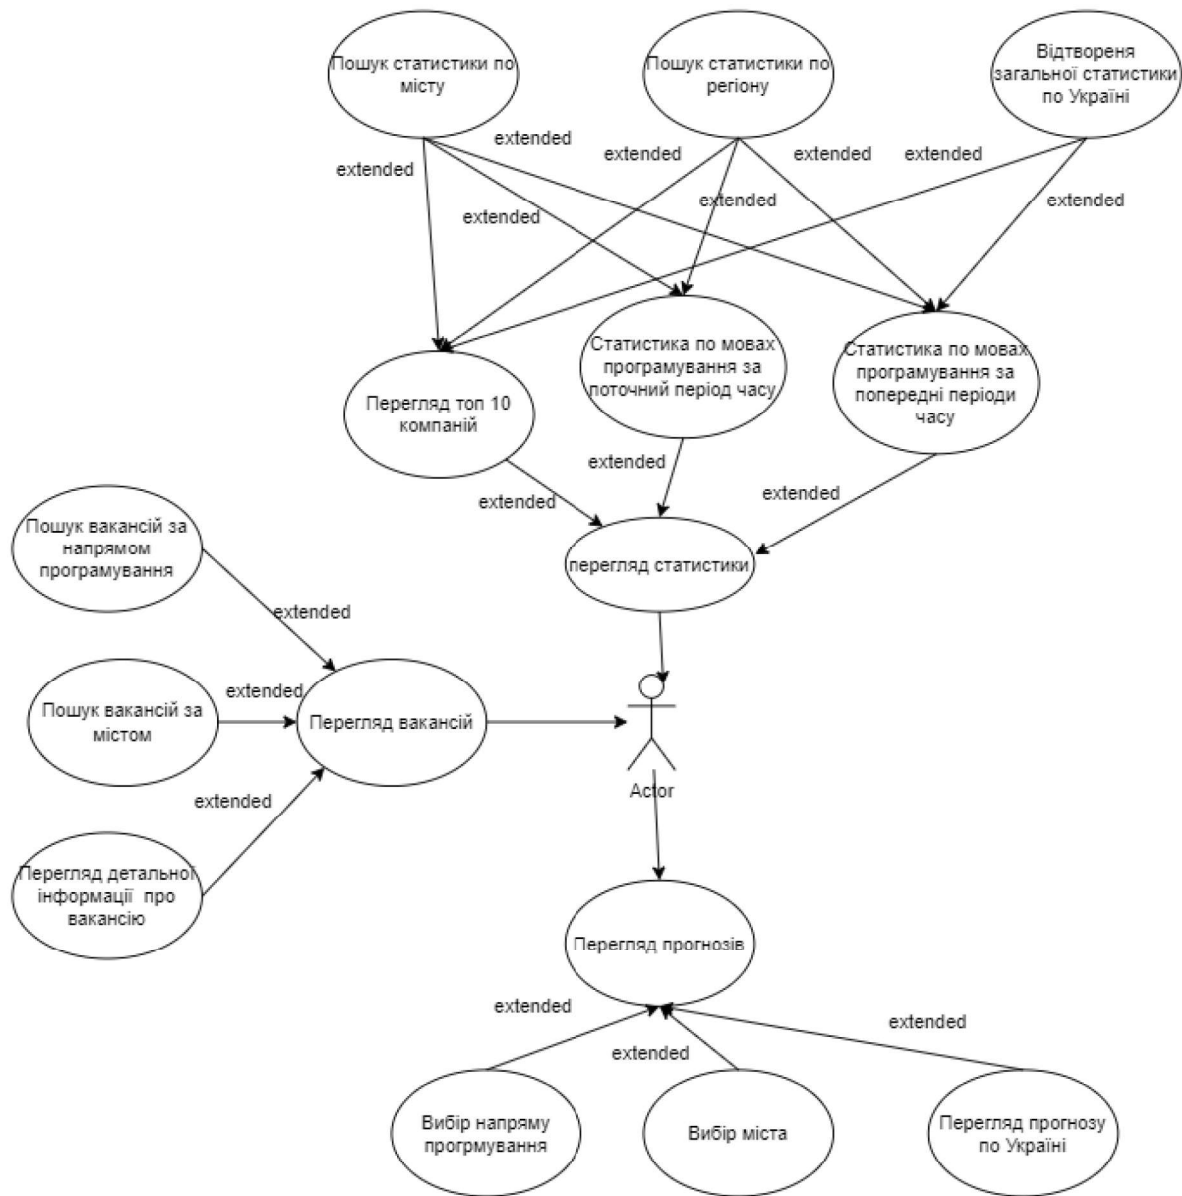 Пошук статистики по
місту
Пошук статистики по
регіону
Відтвореня
загальної статистики
по Україні
extended
extended
extended
extended
extended
extended
extended
extended
Статистика по мовах
програмування за
поточний період часу
Статистика по мовах
програмування за
попередні періоди
часу
Перегляд топ 10
компаній
extended
extended
extended
перегляд статистики
Пошук вакансій за
напрямом
програмування
extended
Пошук вакансій за
містом
extended
Перегляд вакансій
extended
Перегляд детальної
інформації про
вакансію
Actor
Перегляд прогнозів
extended
extended
extended
Вибір напряму
прогрмування
Вибір міста
Перегляд прогнозу
по Україні